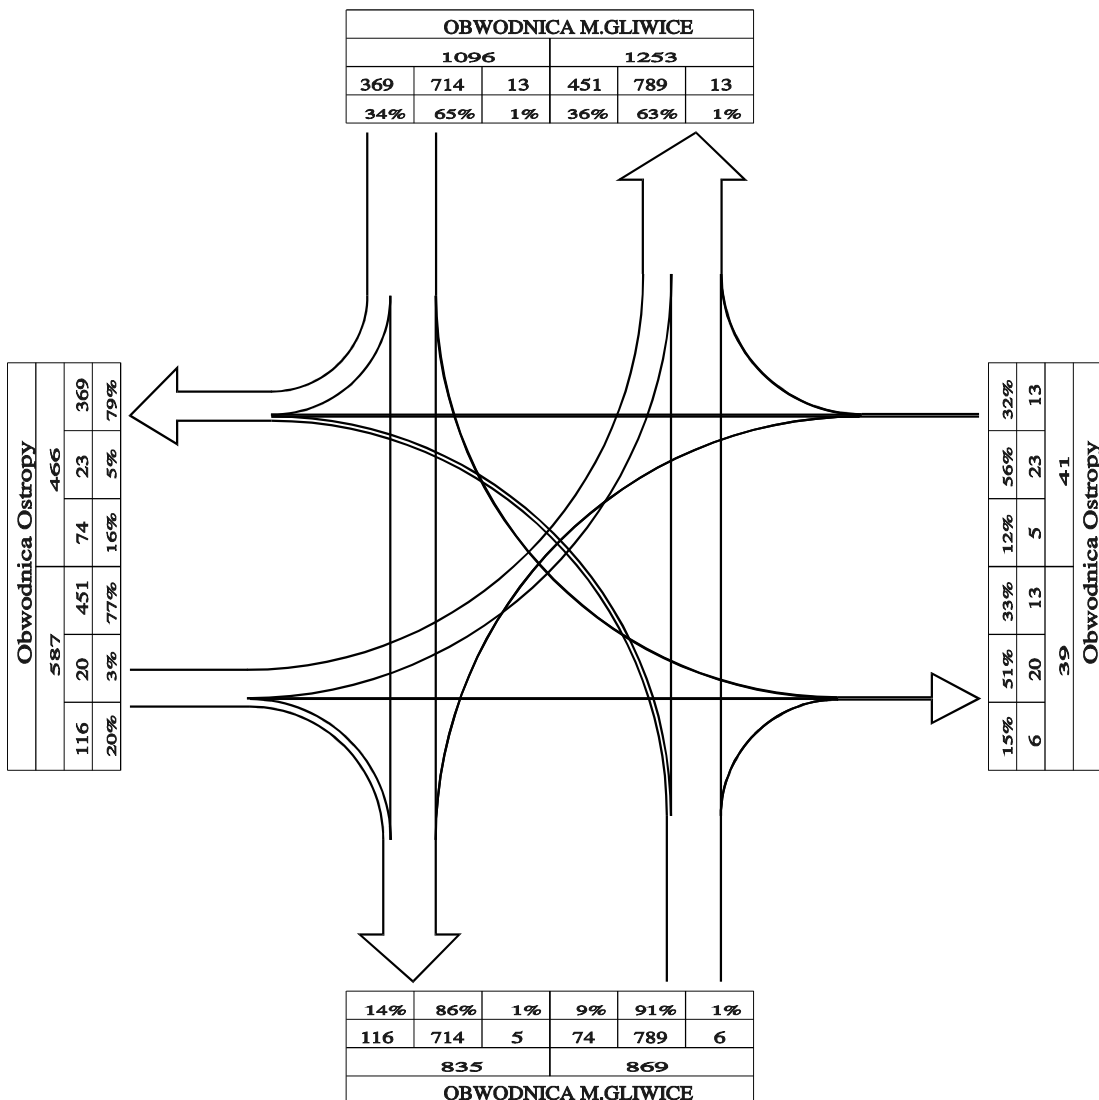 OBWODNICA M.GLIWICE
1096 1253
369 714 13 451 789 13
34% 65% 1% 36% 63% 1%
Obwodnica Ostropy
587 466
116 20 451 74 23 369
20% 3% 77% 16% 5% 79%
15% 51% 33% 12% 56% 32%
6 20 13 5 23 13
39 41
Obwodnica Ostropy
14% 86% 1% 9% 91% 1%
116 714 5 74 789 6
835 869
OBWODNICA M.GLIWICE